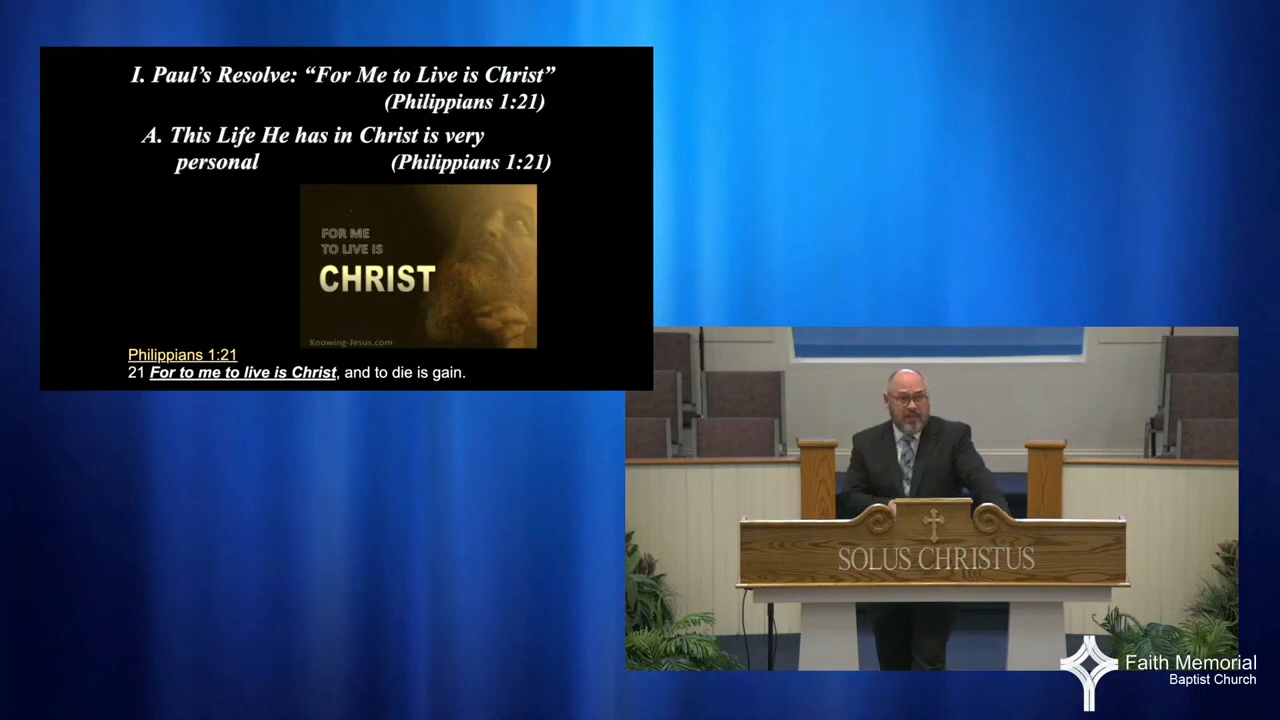 I. Paul’s Resolve: “For Me to Live is Christ”
(Philippians 1:21)
A. This Life He has in Christ is very
personal (Philippians 1:21)
FOR ME
TO LIVE IS
CHRIST
Knowing-Jesus.com
Philippians 1:21
21 For to me to live is Christ, and to die is gain.
SOLUS CHRISTUS
Faith Memorial
Baptist Church